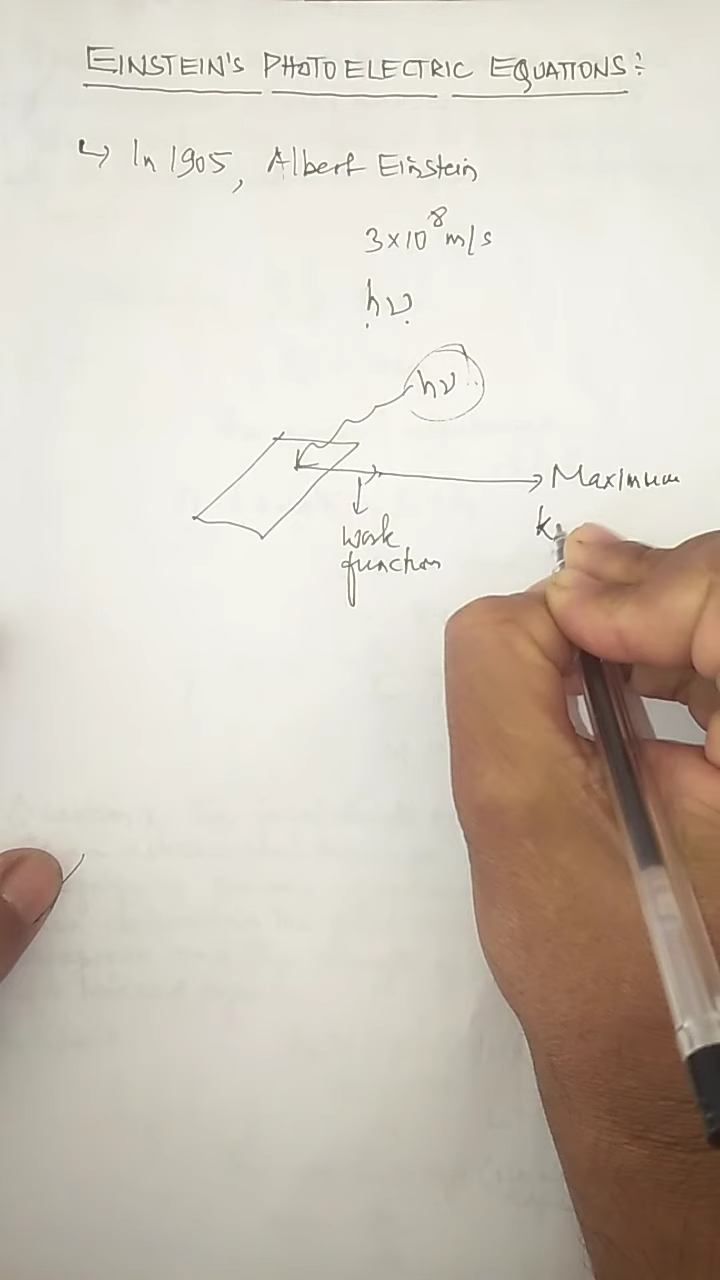 EINSTEIN'S PHOTOELECTRIC EQUATIONS:
↳ In 1905, Albert Einstein
3×10⁸ m/s
hν
hν
Maximum
K
work
function